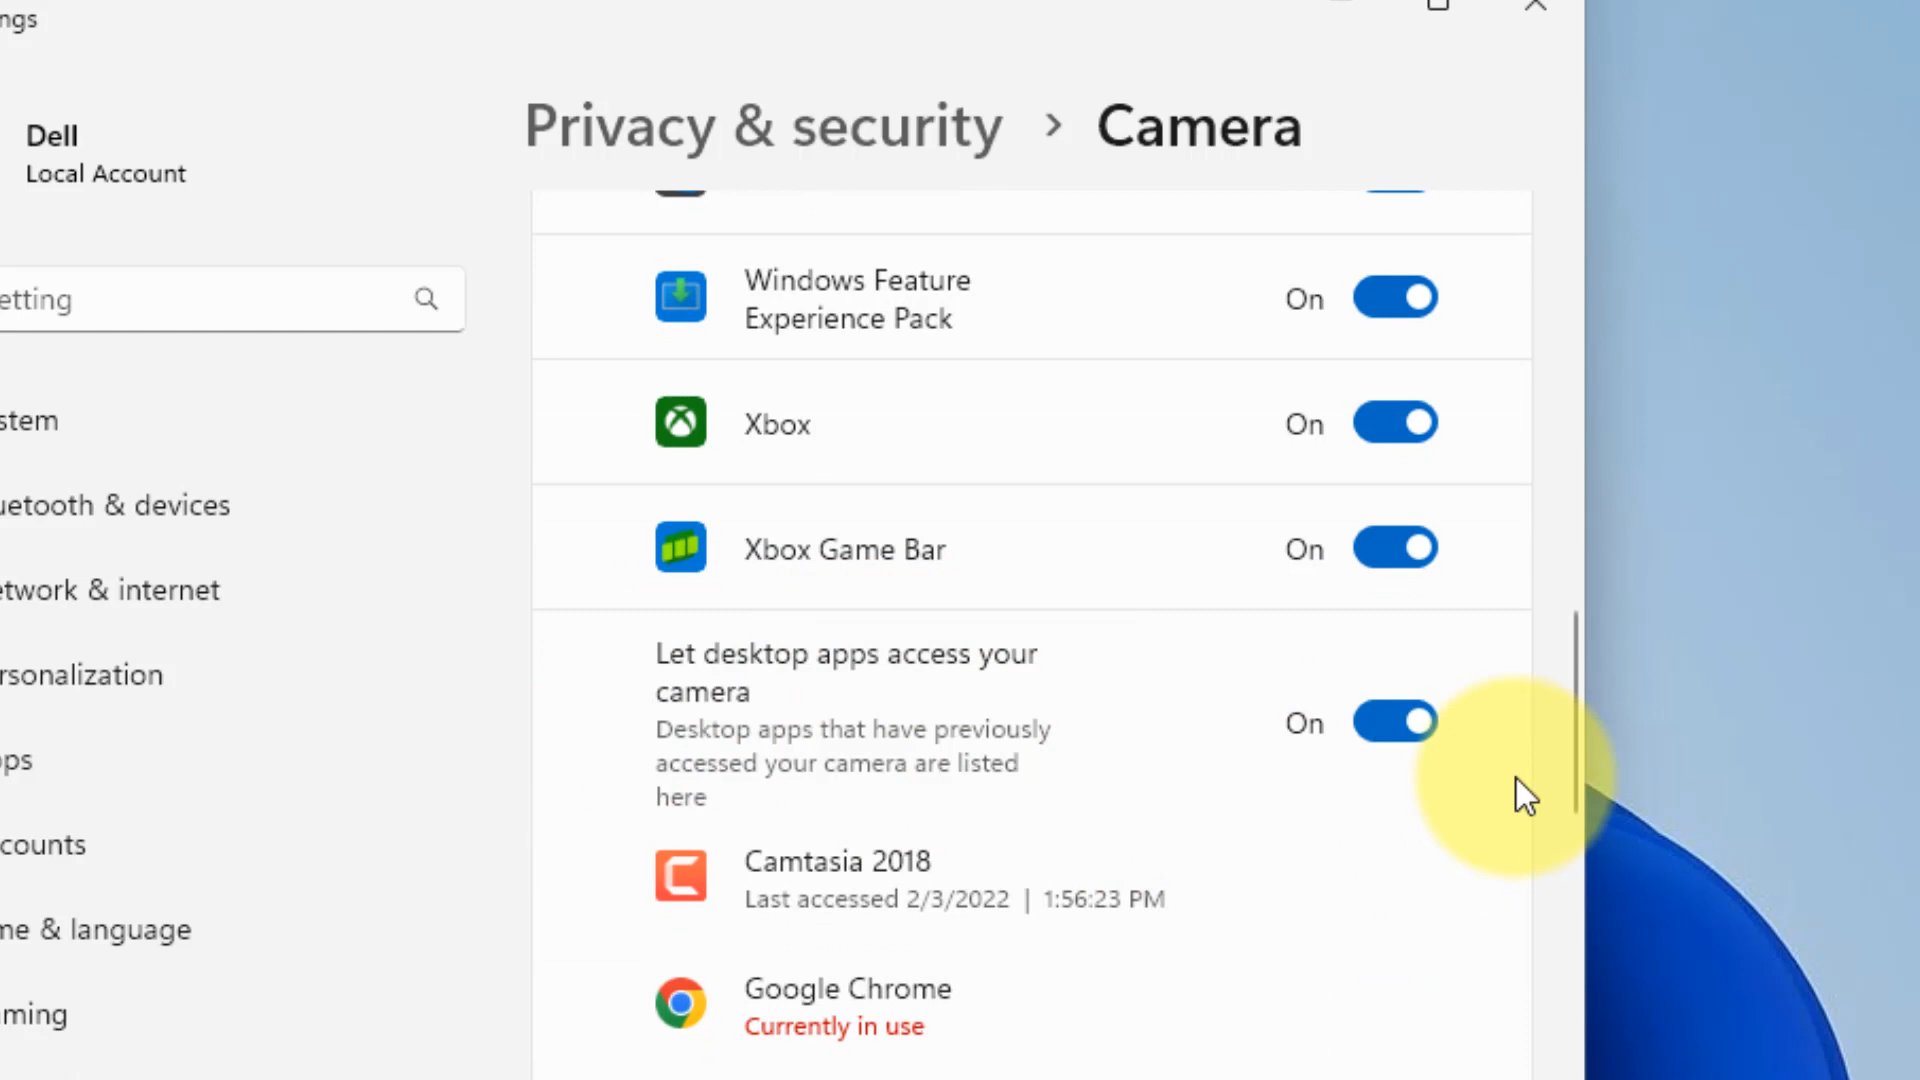 ngs
Privacy & security > Camera
Dell
Local Account
etting
Windows Feature
Experience Pack
On
Xbox
On
Xbox Game Bar
On
Let desktop apps access your
camera
Desktop apps that have previously
accessed your camera are listed
here
On
Camtasia 2018
Last accessed 2/3/2022 | 1:56:23 PM
Google Chrome
Currently in use
stem
uetooth & devices
etwork & internet
rsonalization
ps
counts
me & language
ming